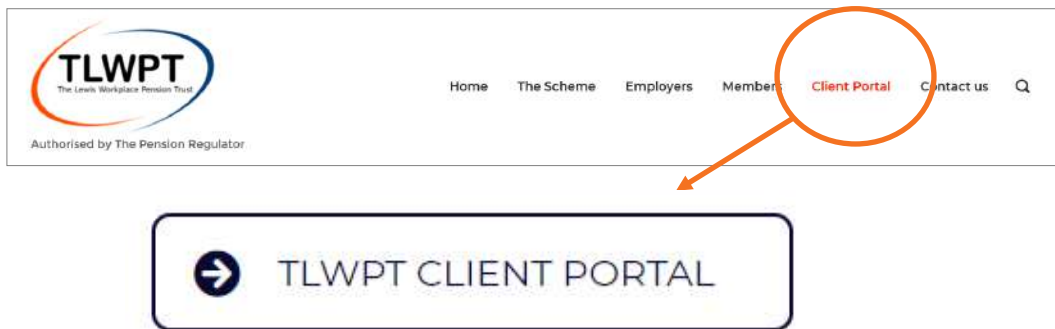 TLWPT
The Lewis Workplace Pension Trust
Authorised by The Pension Regulator
Home The Scheme Employers Members Client Portal Contact us
TLWPT CLIENT PORTAL